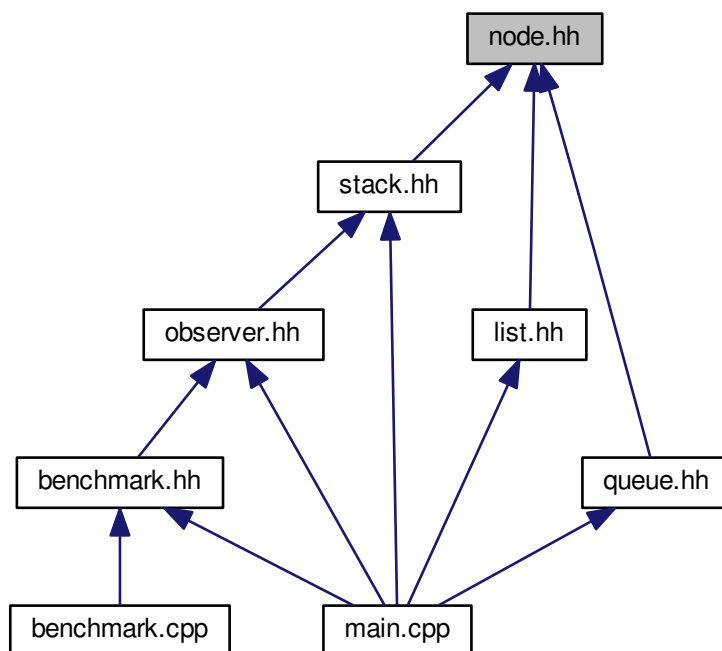 node.hh
stack.hh
observer.hh
list.hh
benchmark.hh
queue.hh
benchmark.cpp
main.cpp